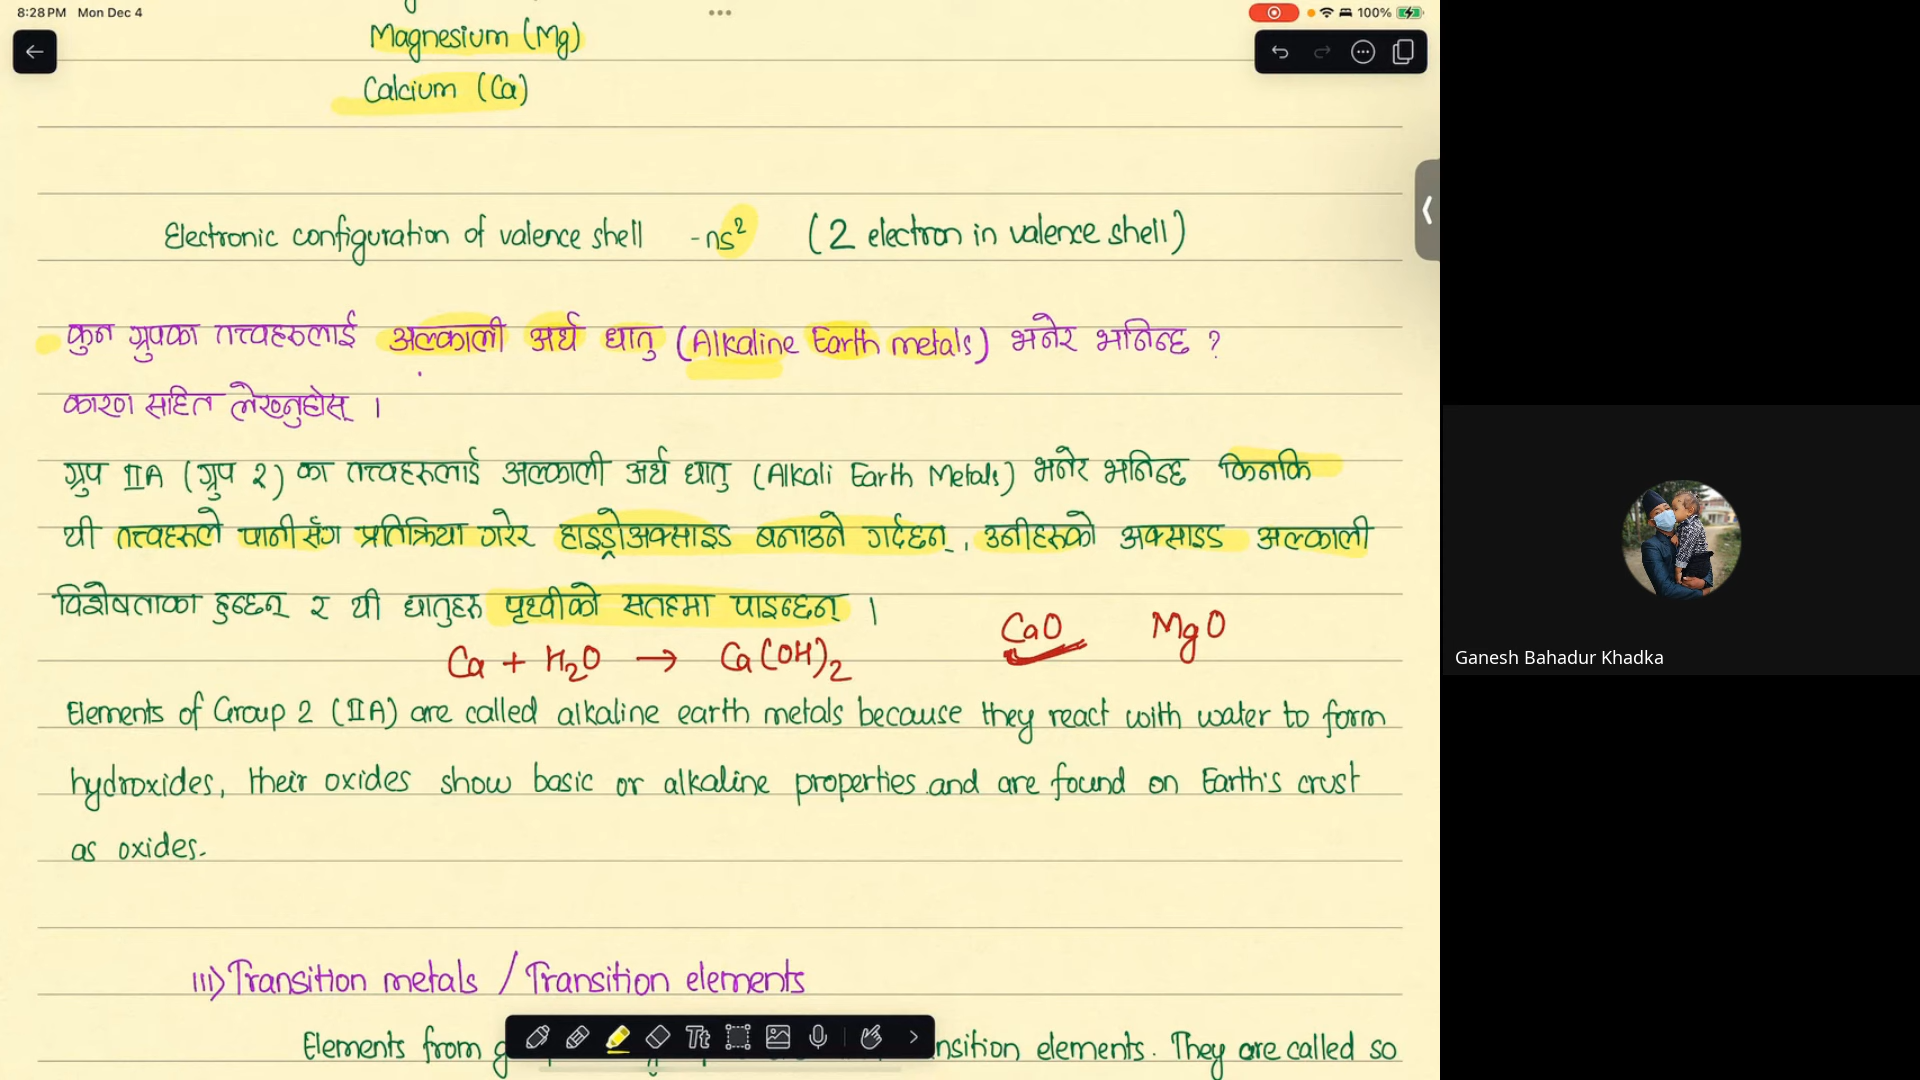 8:28 PM Mon Dec 4
100%
Magnesium (Mg)
Calcium (Ca)
Electronic configuration of valence shell - ns² (2 electron in valence shell)
कुन ग्रुपका तत्त्वहरुलाई अल्काली अर्थ धातु (Alkaline Earth metals) भनेर भनिन्छ ?
कारण सहित लेख्नुहोस् ।
ग्रुप IIA (ग्रुप २) का तत्त्वहरुलाई अल्काली अर्थ धातु (Alkali Earth Metals) भनेर भनिन्छ किनकि
यी तत्त्वहरुले पानीसँग प्रतिक्रिया गरेर हाइड्रोअक्साइड बनाउने गर्दछन् , उनीहरुको अक्साइड अल्काली
विशेषताका हुन्छन् र यी धातुहरु पृथ्वीको सतहमा पाइन्छन् ।
CaO MgO
Ca + H₂O → Ca(OH)₂
Elements of Group 2 (IIA) are called alkaline earth metals because they react with water to form
hydroxides, their oxides show basic or alkaline properties and are found on Earth's crust
as oxides.
III) Transition metals / Transition elements
Elements from nsition elements. They are called so
Tt
Ganesh Bahadur Khadka